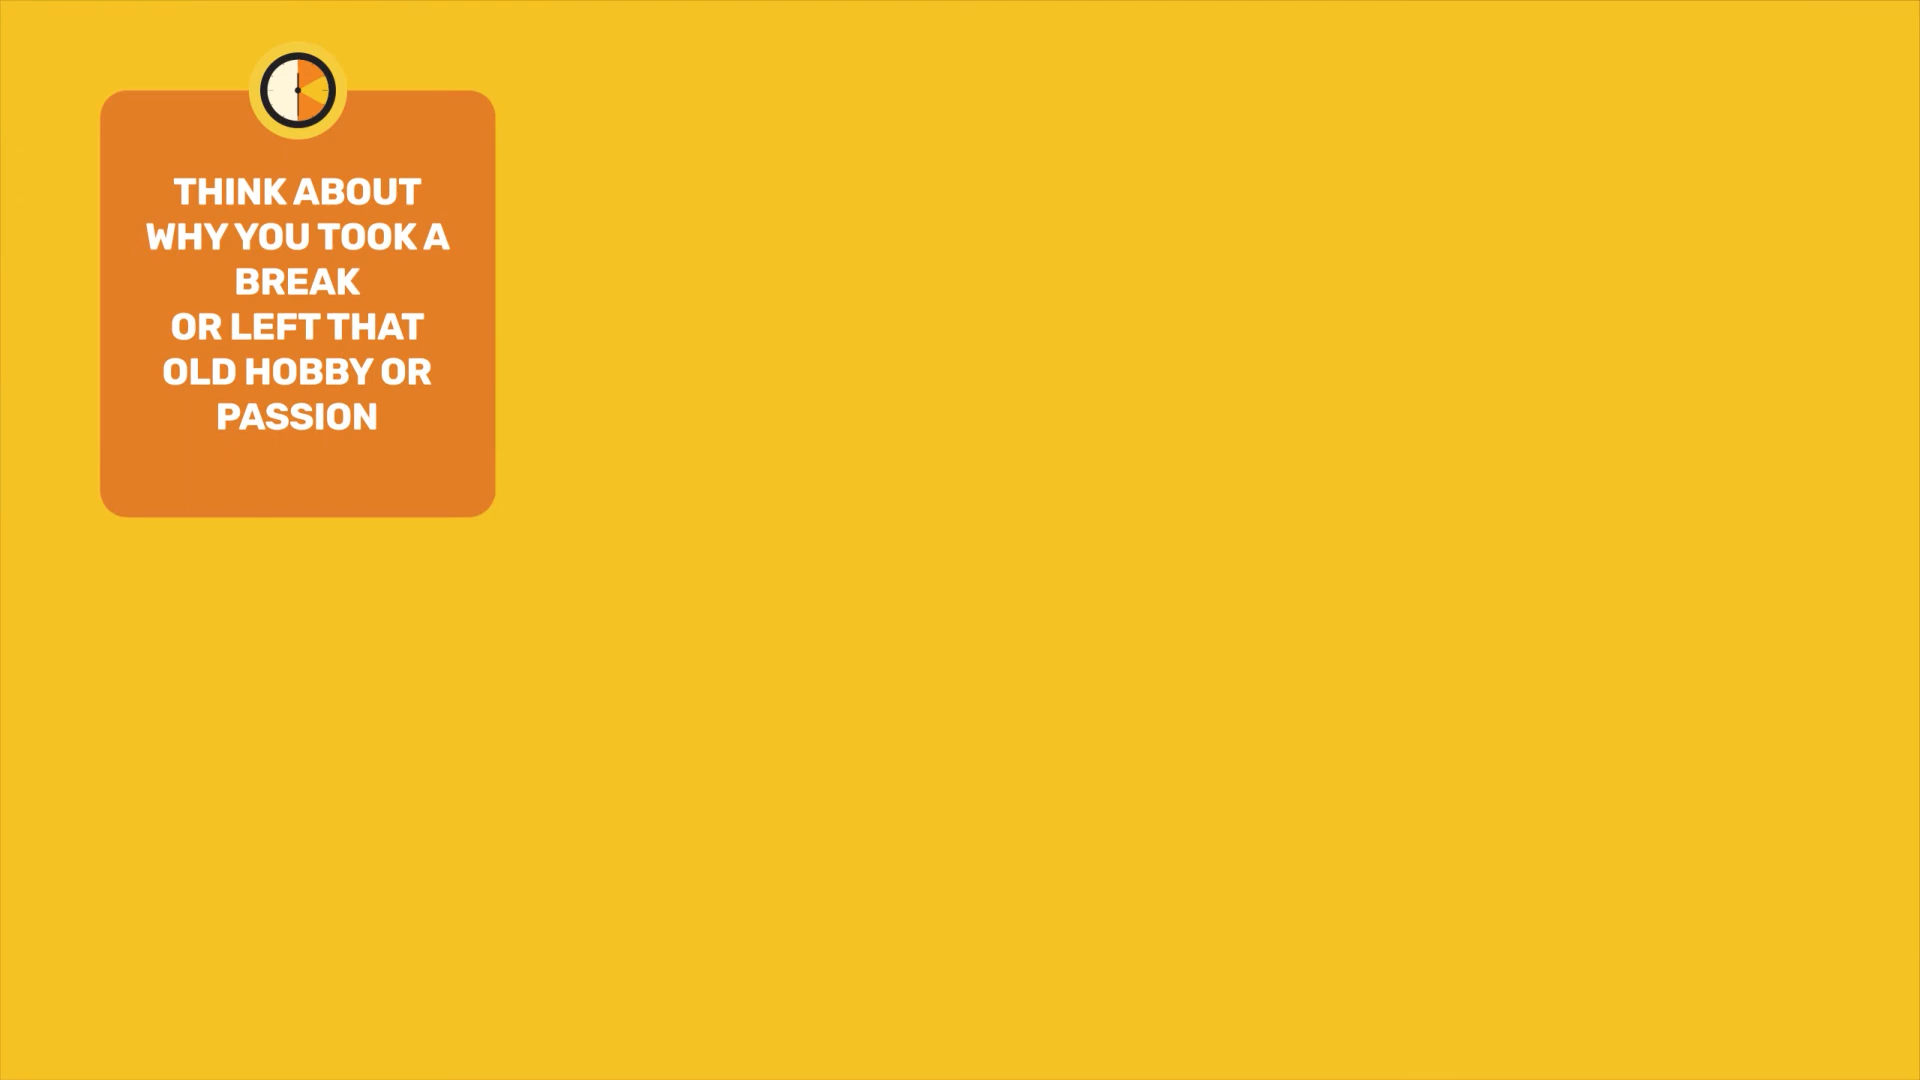 THINK ABOUT
WHY YOU TOOK A
BREAK
OR LEFT THAT
OLD HOBBY OR
PASSION